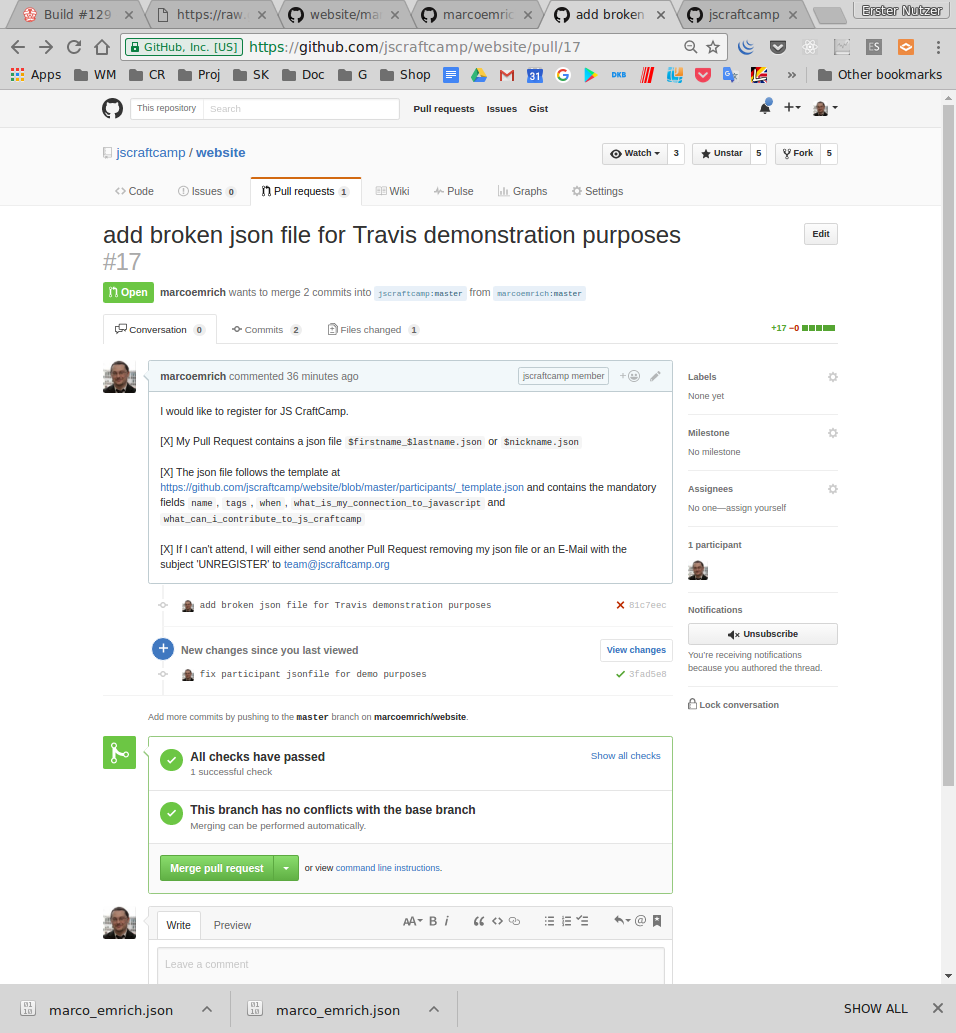 Build #129
https://raw.
website/ma
marcoemric
add broken
jscraftcamp
Erster Nutzer
GitHub, Inc. [US]
https://github.com/jscraftcamp/website/pull/17
ES
Apps
WM
CR
Proj
SK
Doc
G
Shop
31
DKB
»
Other bookmarks
This repository
Search
Pull requests
Issues
Gist
jscraftcamp / website
Watch 3
Unstar 5
Fork 5
Code
Issues 0
Pull requests 1
Wiki
Pulse
Graphs
Settings
add broken json file for Travis demonstration purposes
#17
Edit
Open
marcoemrich wants to merge 2 commits into jscraftcamp:master from marcoemrich:master
Conversation 0
Commits 2
Files changed 1
+17 −0
marcoemrich commented 36 minutes ago
jscraftcamp member
I would like to register for JS CraftCamp.
[X] My Pull Request contains a json file $firstname_$lastname.json or $nickname.json
[X] The json file follows the template at
https://github.com/jscraftcamp/website/blob/master/participants/_template.json and contains the mandatory
fields name, tags, when, what_is_my_connection_to_javascript and
what_can_i_contribute_to_js_craftcamp
[X] If I can't attend, I will either send another Pull Request removing my json file or an E-Mail with the
subject 'UNREGISTER' to team@jscraftcamp.org
Labels
None yet
Milestone
No milestone
Assignees
No one—assign yourself
1 participant
Notifications
Unsubscribe
You're receiving notifications
because you authored the thread.
Lock conversation
add broken json file for Travis demonstration purposes
81c7eec
New changes since you last viewed
View changes
fix participant jsonfile for demo purposes
3fad5e8
Add more commits by pushing to the master branch on marcoemrich/website.
All checks have passed
1 successful check
Show all checks
This branch has no conflicts with the base branch
Merging can be performed automatically.
Merge pull request
or view command line instructions.
Write
Preview
AA B i
Leave a comment
marco_emrich.json
marco_emrich.json
SHOW ALL